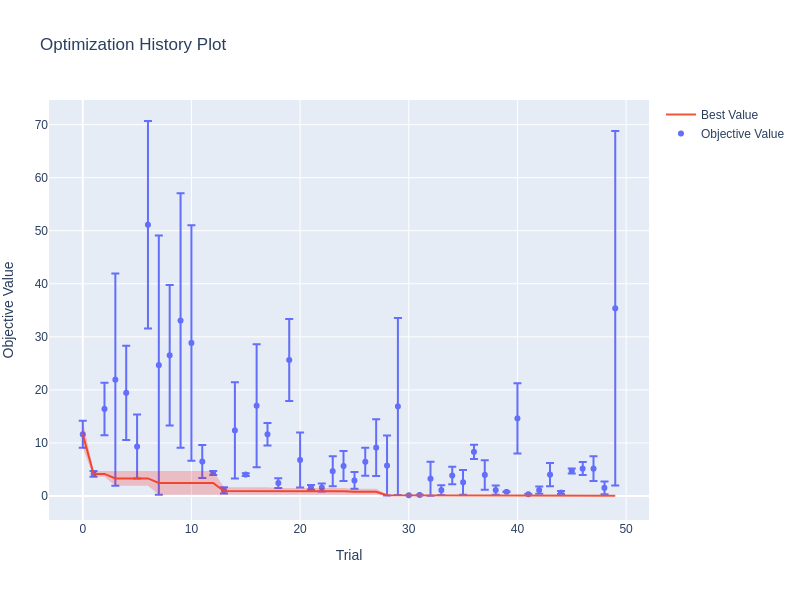 Optimization History Plot
Best Value
Objective Value
70
60
50
40
30
20
10
0
Objective Value
0 10 20 30 40 50
Trial